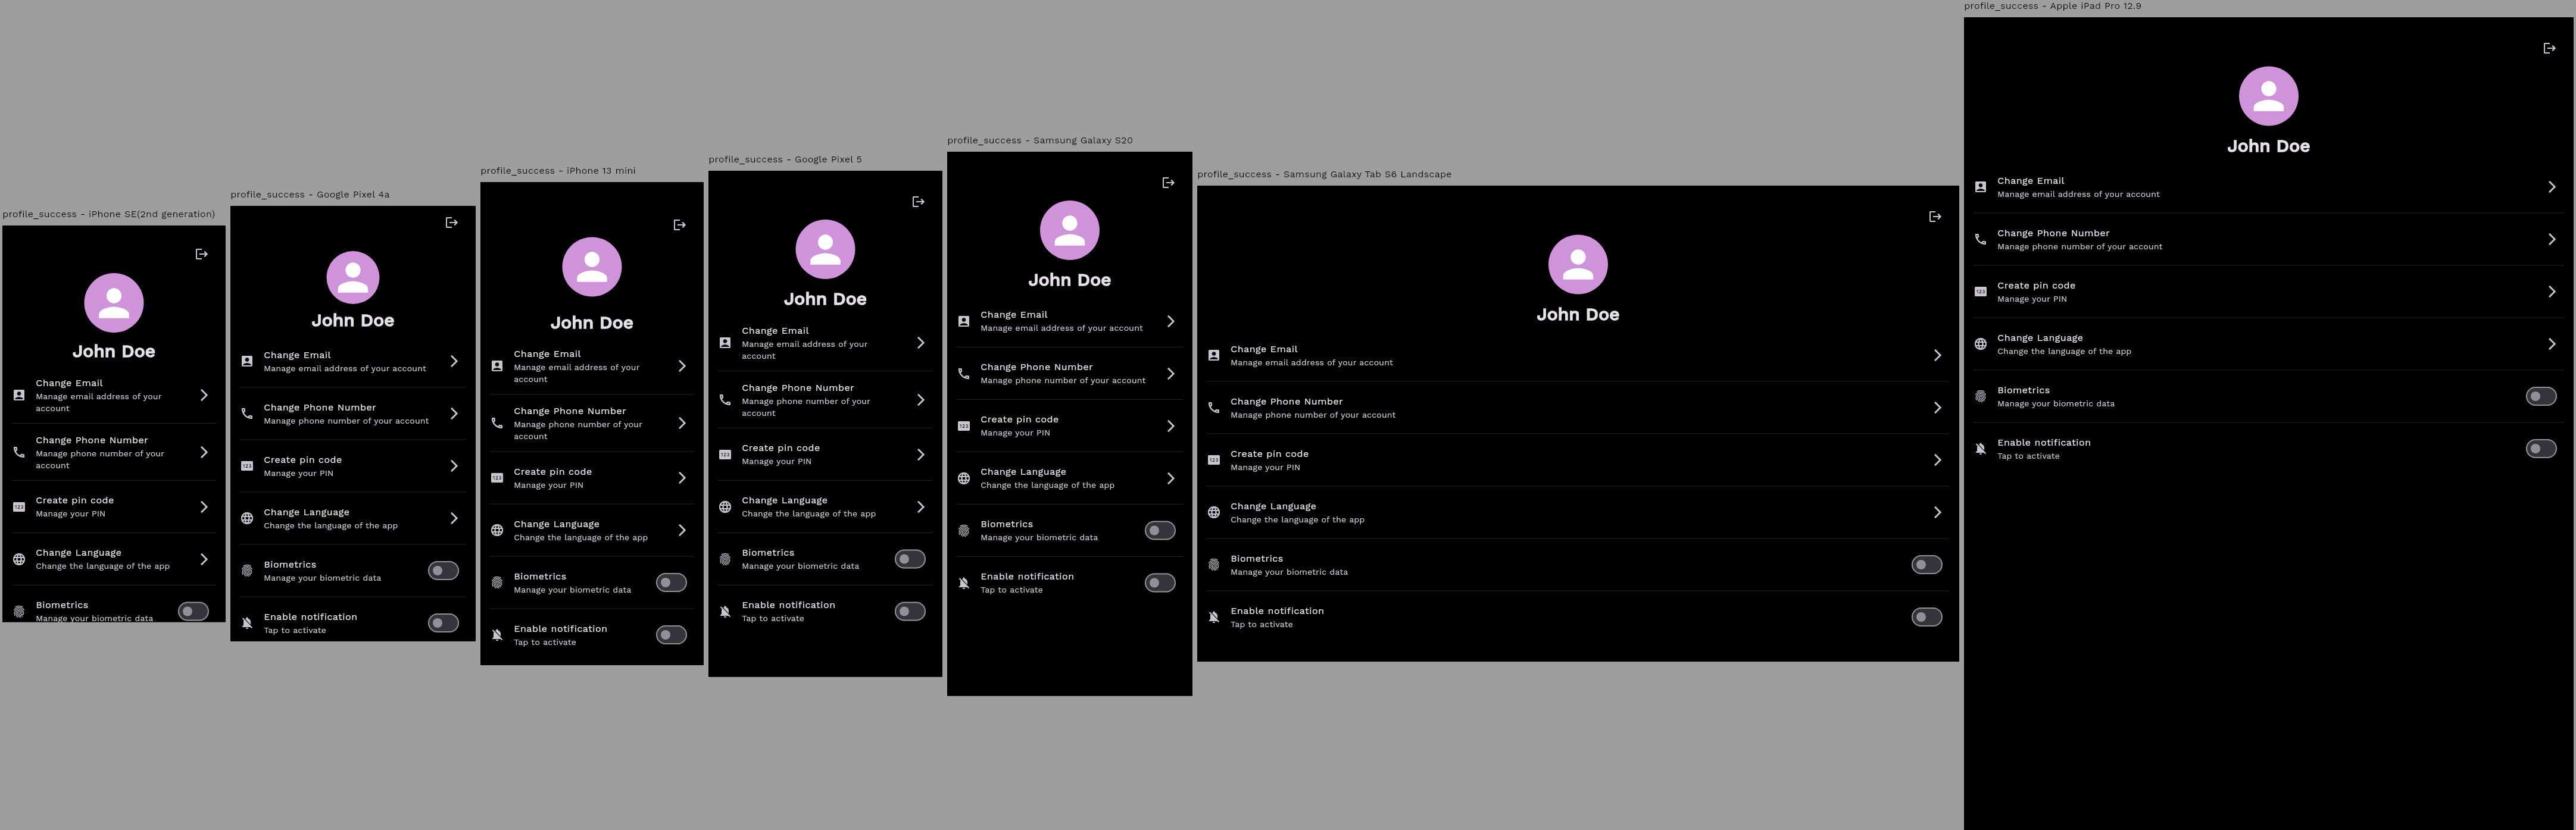 profile_success - iPhone SE(2nd generation)
John Doe
Change Email
Manage email address of your
account
Change Phone Number
Manage phone number of your
account
Create pin code
Manage your PIN
Change Language
Change the language of the app
Biometrics
Manage your biometric data
profile_success - Google Pixel 4a
John Doe
Change Email
Manage email address of your account
Change Phone Number
Manage phone number of your account
123
Create pin code
Manage your PIN
Change Language
Change the language of the app
Biometrics
Manage your biometric data
Enable notification
Tap to activate
profile_success - iPhone 13 mini
John Doe
Change Email
Manage email address of your
account
Change Phone Number
Manage phone number of your
account
123
Create pin code
Manage your PIN
Change Language
Change the language of the app
Biometrics
Manage your biometric data
Enable notification
Tap to activate
profile_success - Google Pixel 5
John Doe
Change Email
Manage email address of your
account
Change Phone Number
Manage phone number of your
account
123
Create pin code
Manage your PIN
Change Language
Change the language of the app
Biometrics
Manage your biometric data
Enable notification
Tap to activate
profile_success - Samsung Galaxy S20
John Doe
Change Email
Manage email address of your account
Change Phone Number
Manage phone number of your account
123
Create pin code
Manage your PIN
Change Language
Change the language of the app
Biometrics
Manage your biometric data
Enable notification
Tap to activate
profile_success - Samsung Galaxy Tab S6 Landscape
John Doe
Change Email
Manage email address of your account
Change Phone Number
Manage phone number of your account
123
Create pin code
Manage your PIN
Change Language
Change the language of the app
Biometrics
Manage your biometric data
Enable notification
Tap to activate
profile_success - Apple iPad Pro 12.9
John Doe
Change Email
Manage email address of your account
Change Phone Number
Manage phone number of your account
123
Create pin code
Manage your PIN
Change Language
Change the language of the app
Biometrics
Manage your biometric data
Enable notification
Tap to activate